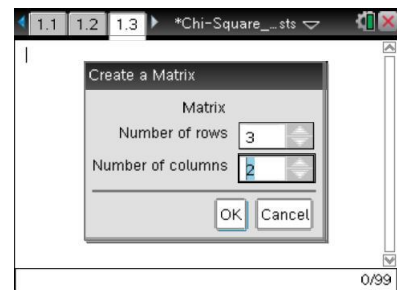 1.1 1.2 1.3 *Chi-Square_…sts
Create a Matrix
Matrix
Number of rows 3
Number of columns 2
OK Cancel
0/99